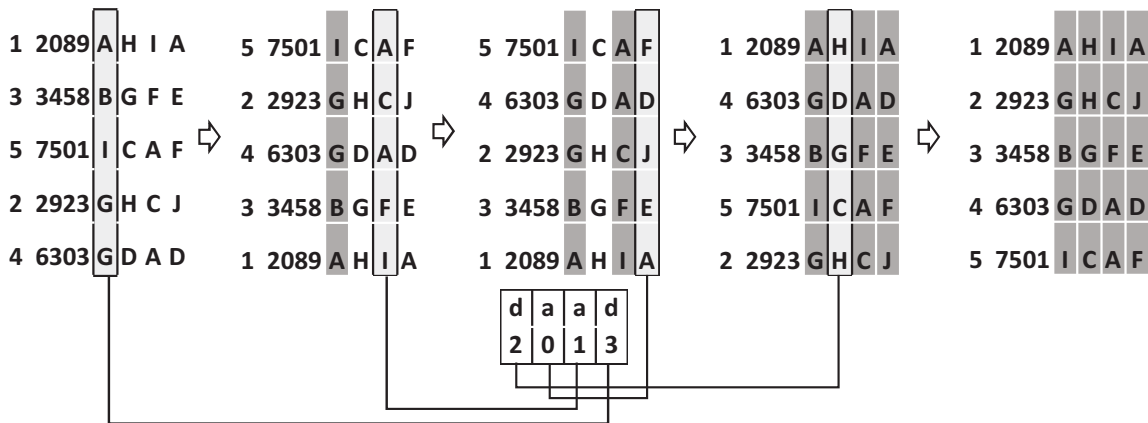 1 2089 A H I A
3 3458 B G F E
5 7501 I C A F
2 2923 G H C J
4 6303 G D A D
5 7501 I C A F
2 2923 G H C J
4 6303 G D A D
3 3458 B G F E
1 2089 A H I A
5 7501 I C A F
4 6303 G D A D
2 2923 G H C J
3 3458 B G F E
1 2089 A H I A
d a a d
2 0 1 3
1 2089 A H I A
4 6303 G D A D
3 3458 B G F E
5 7501 I C A F
2 2923 G H C J
1 2089 A H I A
2 2923 G H C J
3 3458 B G F E
4 6303 G D A D
5 7501 I C A F